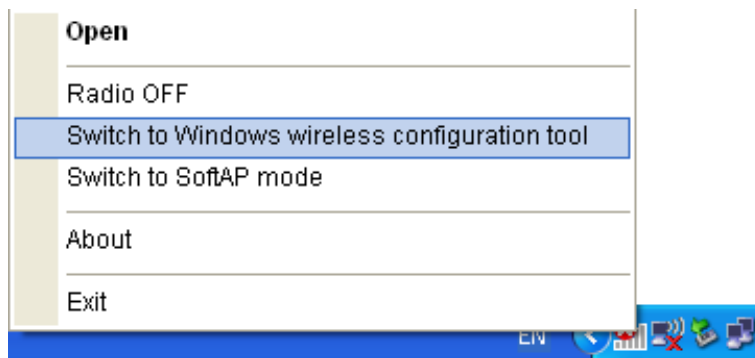 Open
Radio OFF
Switch to Windows wireless configuration tool
Switch to SoftAP mode
About
Exit
EN